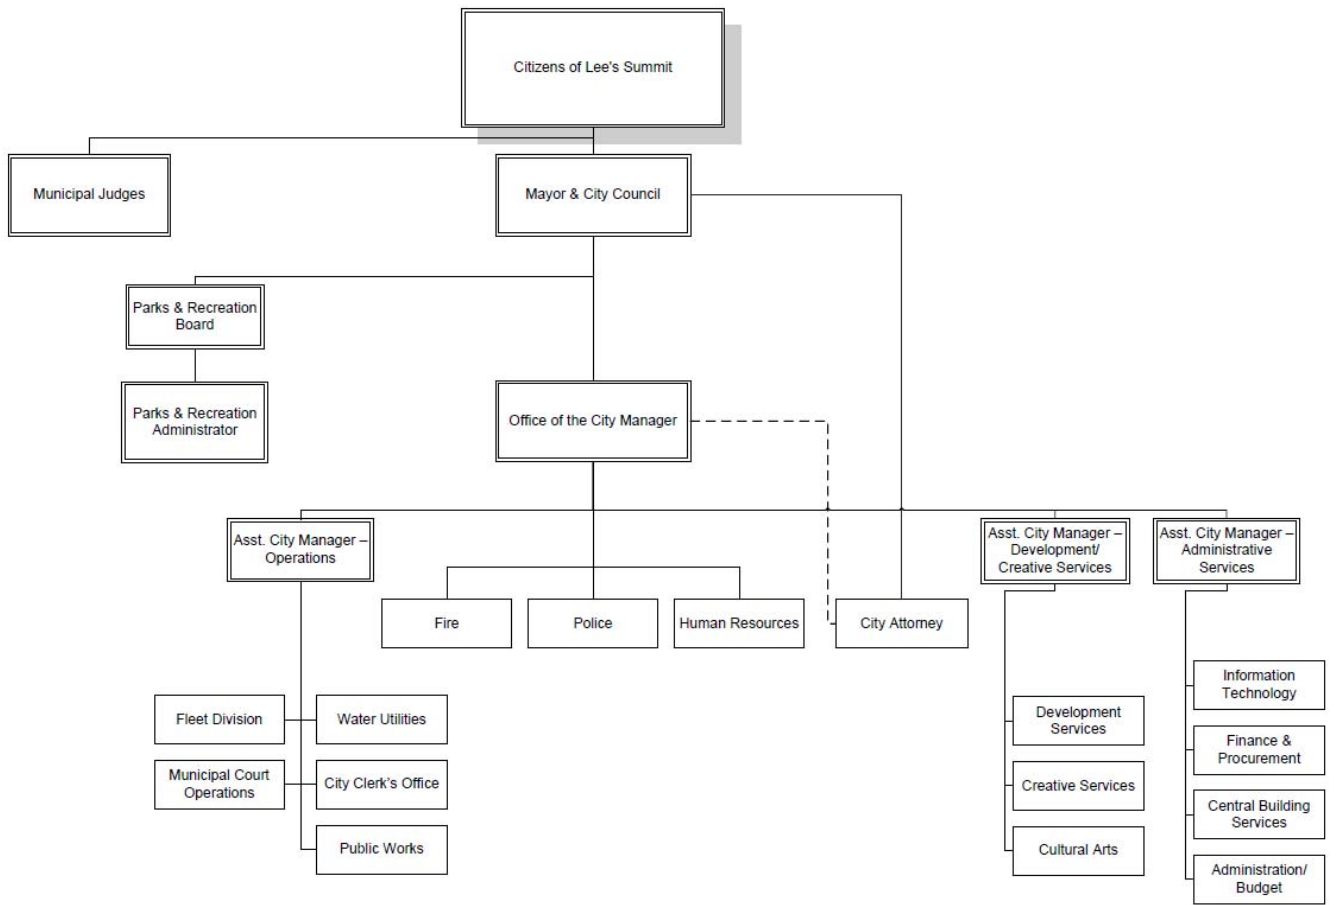 Citizens of Lee's Summit
Municipal Judges
Mayor & City Council
Parks & Recreation
Board
Parks & Recreation
Administrator
Office of the City Manager
Asst. City Manager –
Operations
Asst. City Manager –
Development/
Creative Services
Asst. City Manager –
Administrative
Services
Fire
Police
Human Resources
City Attorney
Fleet Division
Water Utilities
Municipal Court
Operations
City Clerk's Office
Public Works
Development
Services
Creative Services
Cultural Arts
Information
Technology
Finance &
Procurement
Central Building
Services
Administration/
Budget